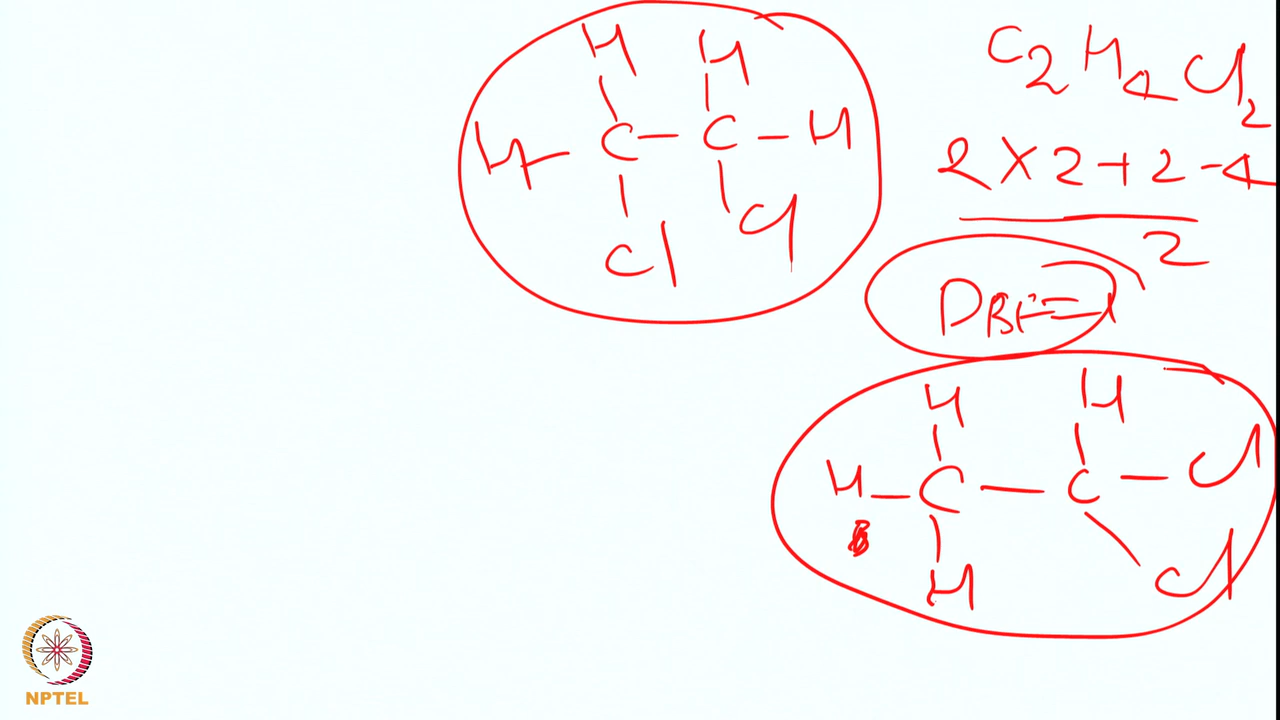 H H
H - C - C - H
Cl Cl
C2H4Cl2
2 X 2 + 2 - 4
2
DBE = 1
H H
H - C - C - Cl
H Cl
NPTEL